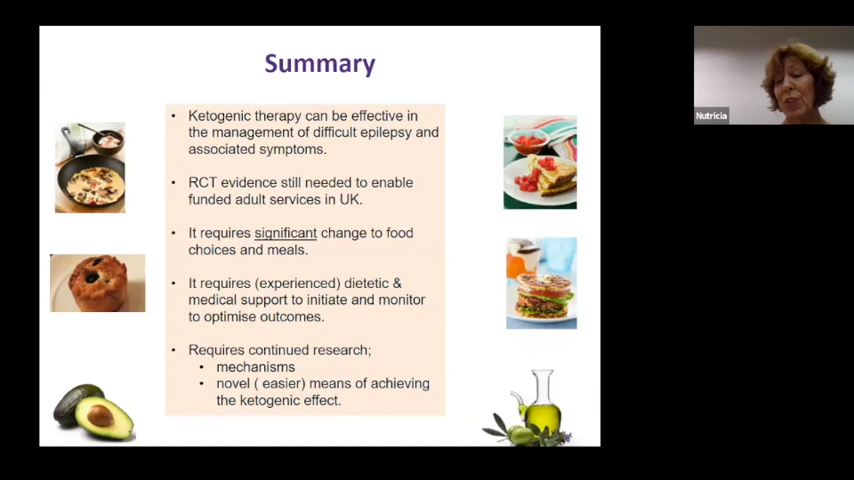 Summary
• Ketogenic therapy can be effective in
the management of difficult epilepsy and
associated symptoms.
• RCT evidence still needed to enable
funded adult services in UK.
• It requires significant change to food
choices and meals.
• It requires (experienced) dietetic &
medical support to initiate and monitor
to optimise outcomes.
• Requires continued research;
• mechanisms
• novel ( easier) means of achieving
the ketogenic effect.
Nutricia